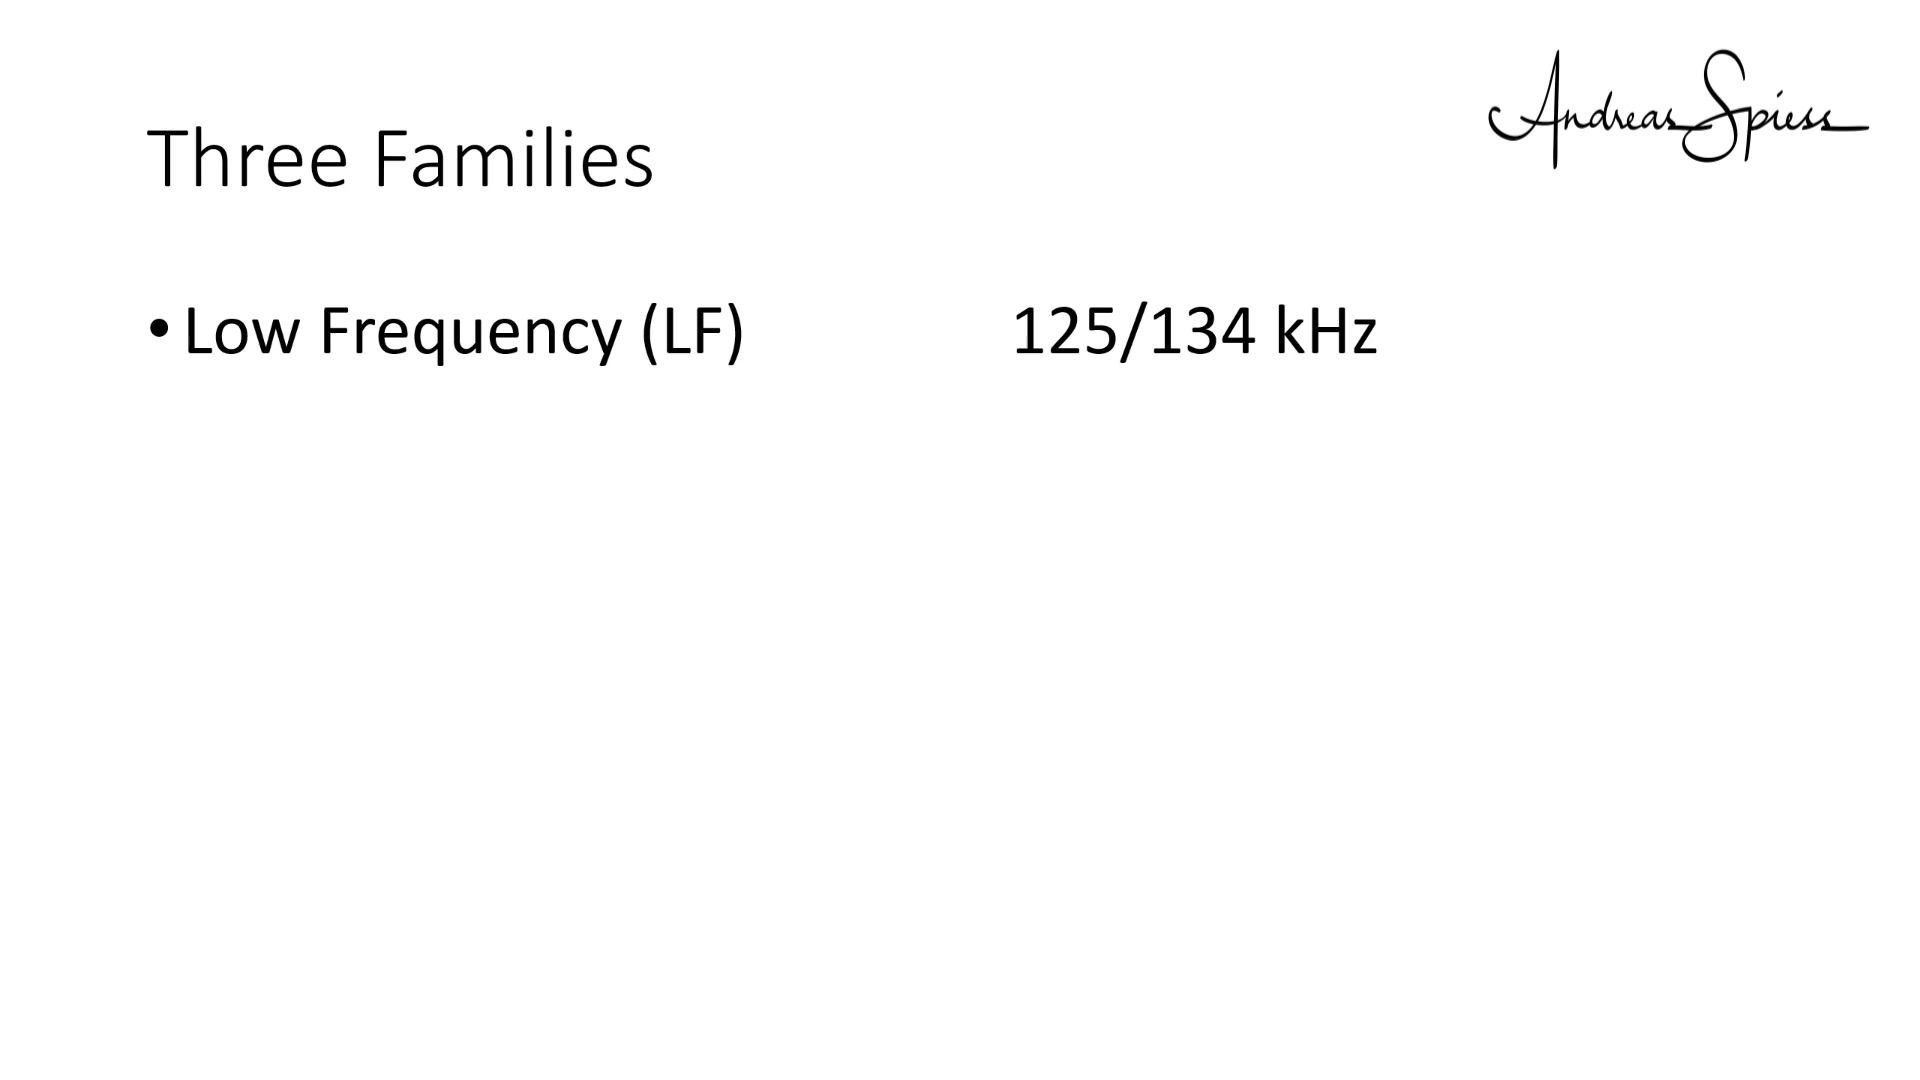 Andreas Spiess
Three Families
• Low Frequency (LF) 125/134 kHz